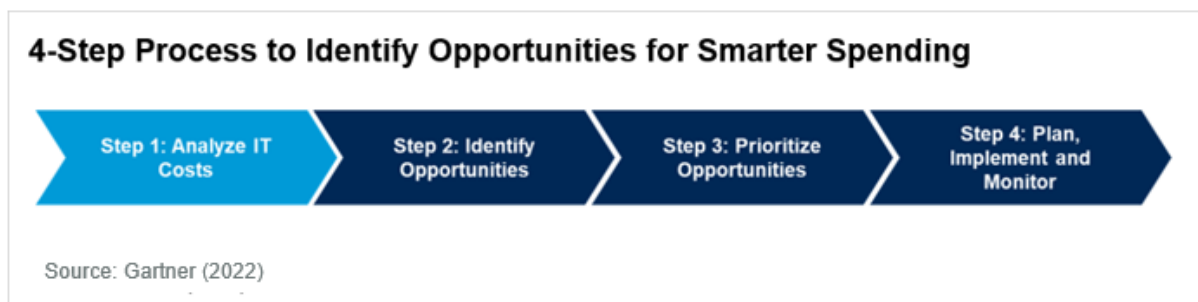 4-Step Process to Identify Opportunities for Smarter Spending
Step 1: Analyze IT
Costs
Step 2: Identify
Opportunities
Step 3: Prioritize
Opportunities
Step 4: Plan,
Implement and
Monitor
Source: Gartner (2022)